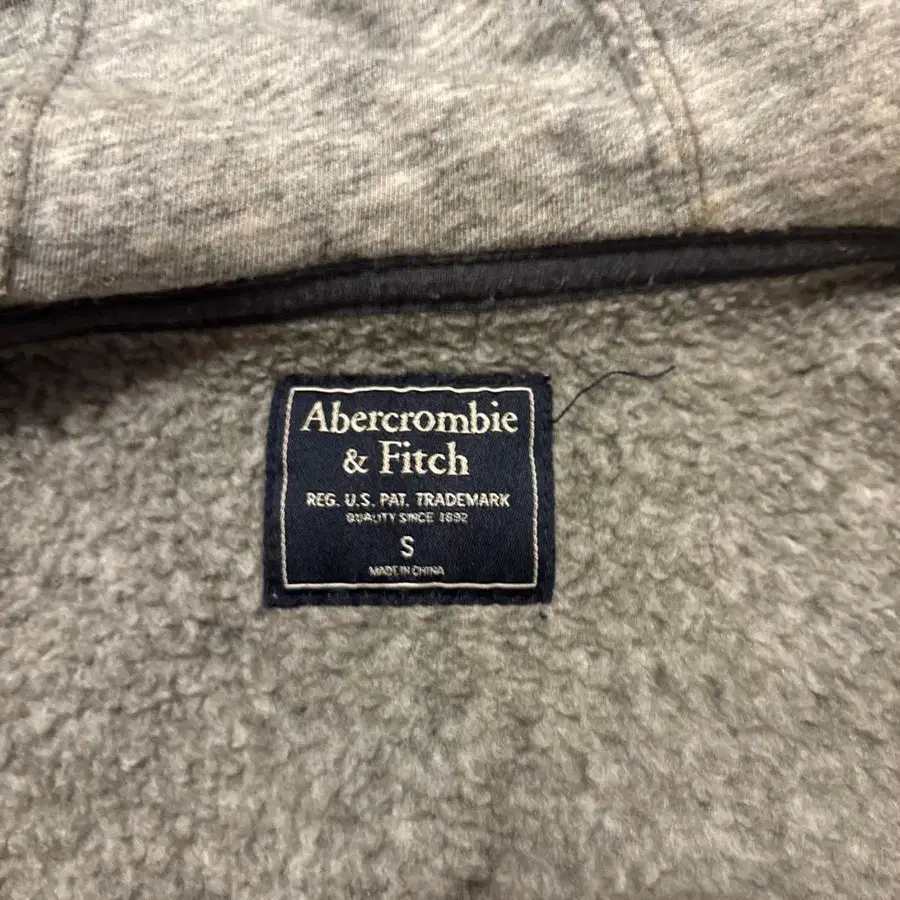 Abercrombie
& Fitch
REG. U.S. PAT. TRADEMARK
QUALITY SINCE 1892
S
MADE IN CHINA